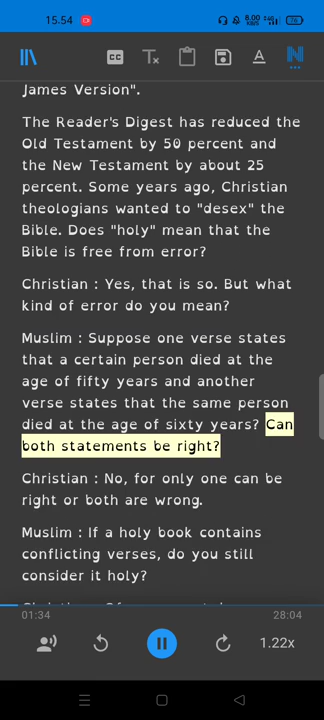 15.54
8,00
KB/s
76
CC
A
N
James Version".
The Reader's Digest has reduced the
Old Testament by 50 percent and
the New Testament by about 25
percent. Some years ago, Christian
theologians wanted to "desex" the
Bible. Does "holy" mean that the
Bible is free from error?
Christian : Yes, that is so. But what
kind of error do you mean?
Muslim : Suppose one verse states
that a certain person died at the
age of fifty years and another
verse states that the same person
died at the age of sixty years? Can
both statements be right?
Christian : No, for only one can be
right or both are wrong.
Muslim : If a holy book contains
conflicting verses, do you still
consider it holy?
01:34
28:04
1.22x